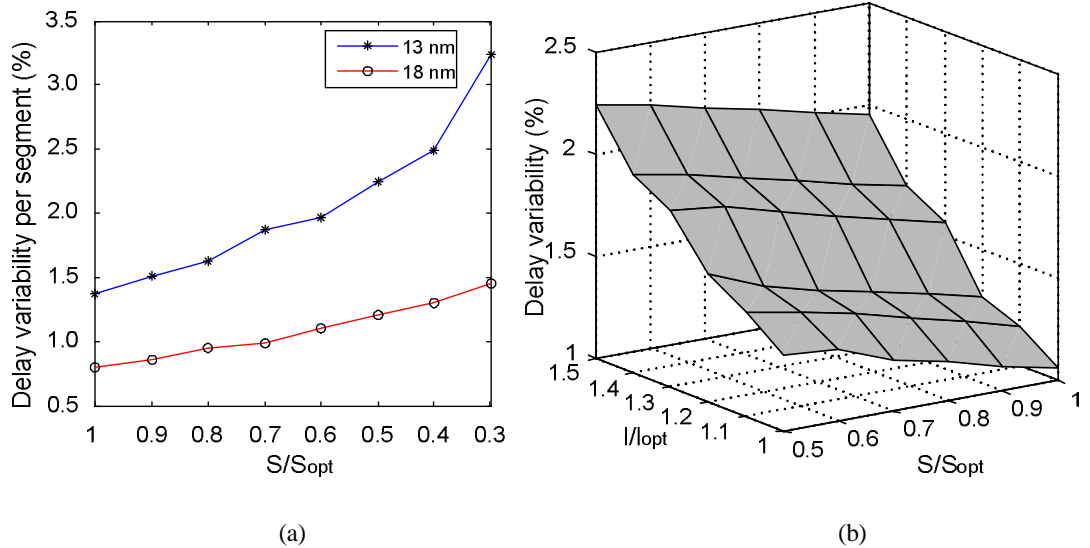 3.5
3.0
2.5
2.0
1.5
1.0
0.5
Delay variability per segment (%)
13 nm
18 nm
1 0.9 0.8 0.7 0.6 0.5 0.4 0.3
S/Sopt
(a)
2.5
2
1.5
1
Delay variability (%)
1.5
1.4
1.3
1.2
1.1
1
l/lopt
0.5 0.6 0.7 0.8 0.9 1
S/Sopt
(b)